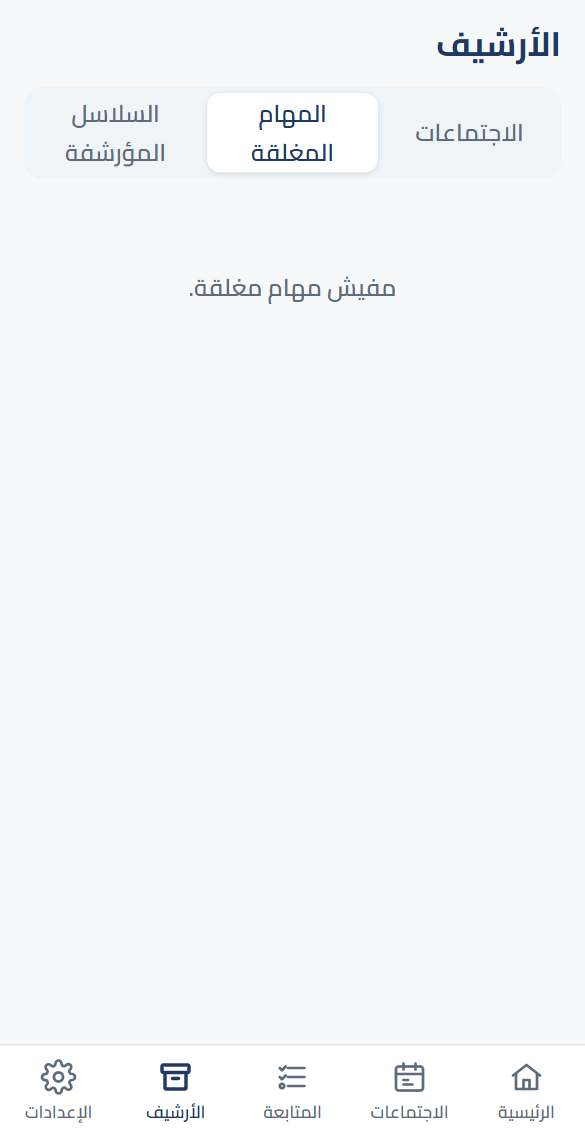 الأرشيف
الاجتماعات
المهام
المغلقة
السلاسل
المؤرشفة
مفيش مهام مغلقة.
الرئيسية
الاجتماعات
المتابعة
الأرشيف
الإعدادات